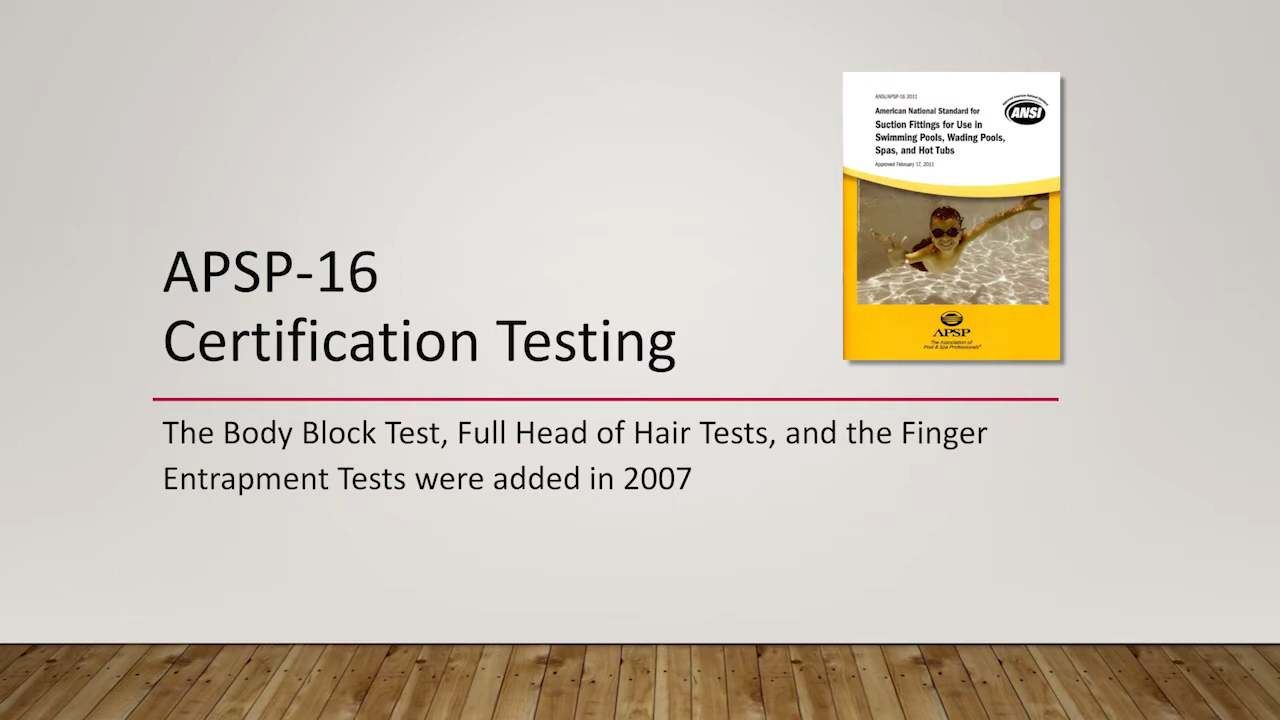 ANSI/APSP-16 2011
American National Standard for
Suction Fittings for Use in
Swimming Pools, Wading Pools,
Spas, and Hot Tubs
Approved February 17, 2011
ANSI
APSP
The Association of
Pool & Spa Professionals®
APSP-16
Certification Testing
The Body Block Test, Full Head of Hair Tests, and the Finger
Entrapment Tests were added in 2007